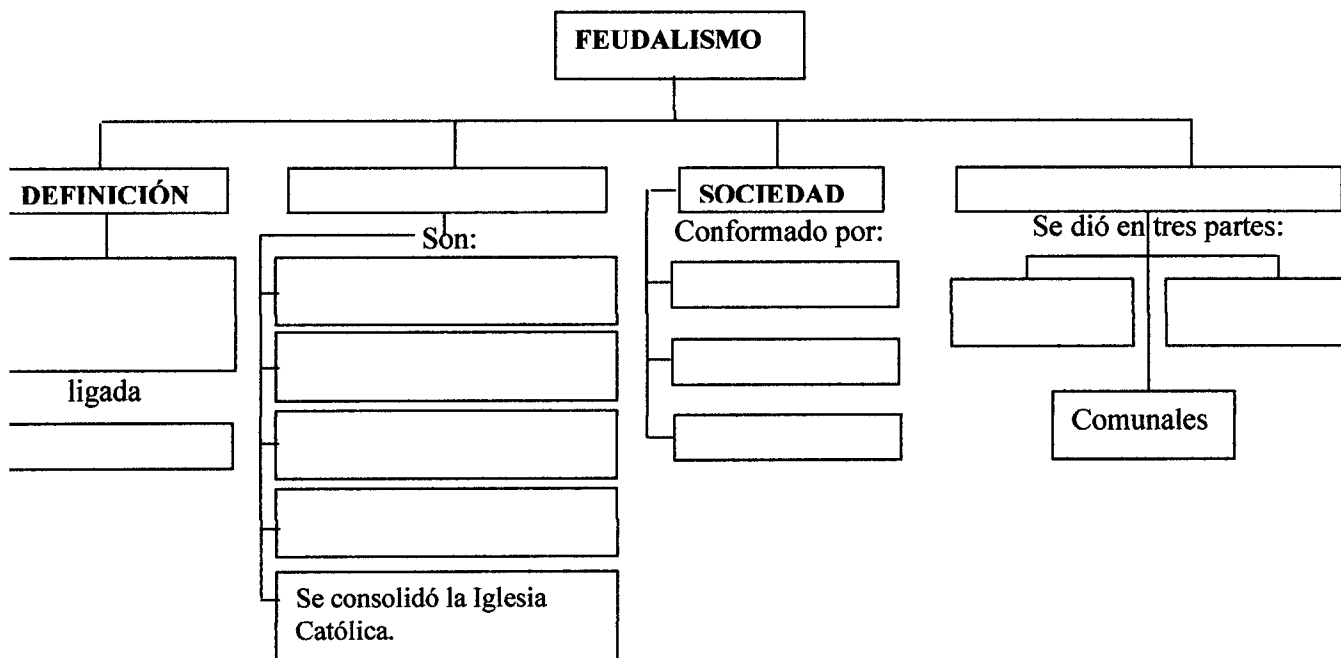 FEUDALISMO
DEFINICIÓN
SOCIEDAD
Son:
Conformado por:
Se dió en tres partes:
ligada
Comunales
Se consolidó la Iglesia
Católica.